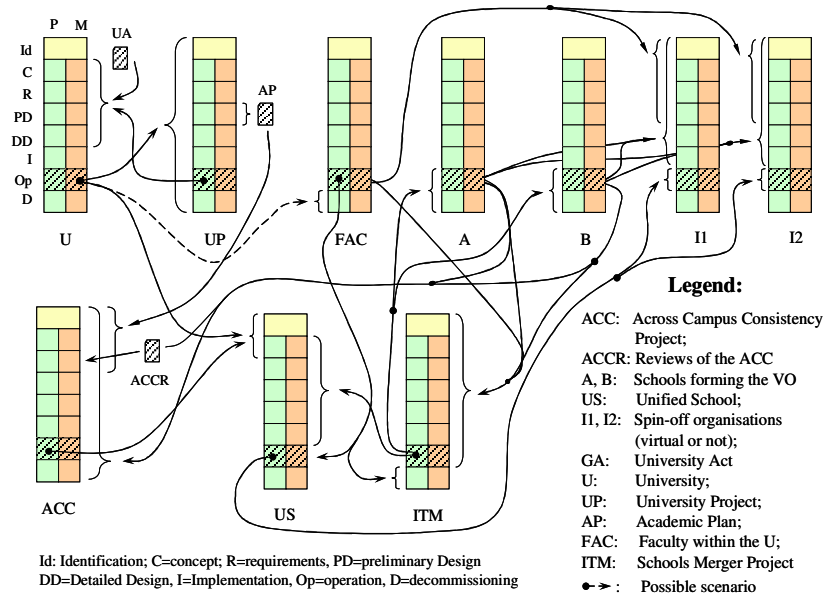 P M
UA
Id
C
R
PD
DD
I
Op
D
AP
U
UP
FAC
A
B
I1
I2
ACCR
ACC
US
ITM
Legend:
ACC: Across Campus Consistency
Project;
ACCR: Reviews of the ACC
A, B: Schools forming the VO
US: Unified School;
I1, I2: Spin-off organisations
(virtual or not);
GA: University Act
U: University;
UP: University Project;
AP: Academic Plan;
FAC: Faculty within the U;
ITM: Schools Merger Project
: Possible scenario
Id: Identification; C=concept; R=requirements, PD=preliminary Design
DD=Detailed Design, I=Implementation, Op=operation, D=decommissioning